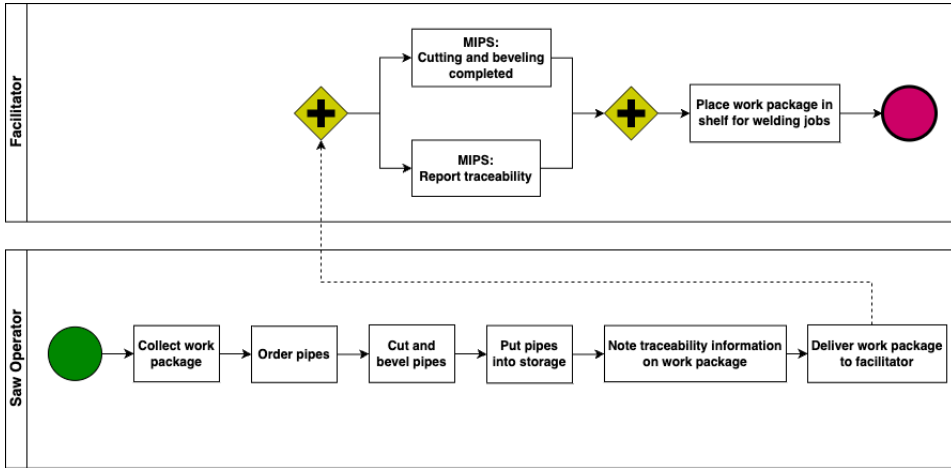 Facilitator
MIPS:
Cutting and beveling
completed
MIPS:
Report traceability
Place work package in
shelf for welding jobs
Saw Operator
Collect work
package
Order pipes
Cut and
bevel pipes
Put pipes
into storage
Note traceability information
on work package
Deliver work package
to facilitator